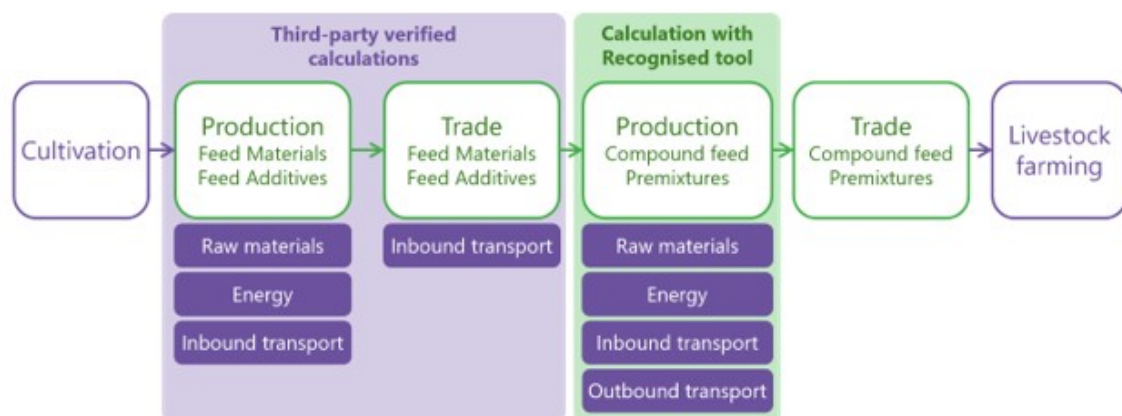 Third-party verified
calculations
Calculation with
Recognised tool
Cultivation
Production
Feed Materials
Feed Additives
Trade
Feed Materials
Feed Additives
Production
Compound feed
Premixtures
Trade
Compound feed
Premixtures
Livestock
farming
Raw materials
Energy
Inbound transport
Inbound transport
Raw materials
Energy
Inbound transport
Outbound transport